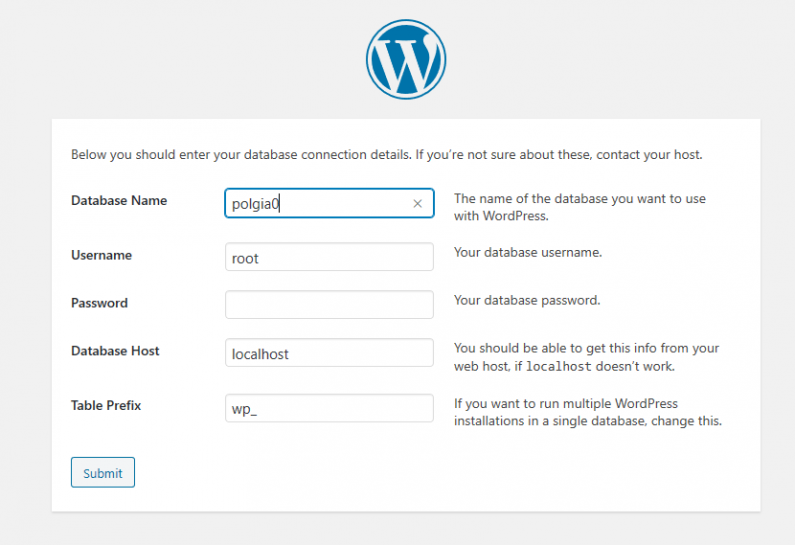 Below you should enter your database connection details. If you're not sure about these, contact your host.
Database Name
polgia0
The name of the database you want to use
with WordPress.
Username
root
Your database username.
Password
Your database password.
Database Host
localhost
You should be able to get this info from your
web host, if localhost doesn't work.
Table Prefix
wp_
If you want to run multiple WordPress
installations in a single database, change this.
Submit